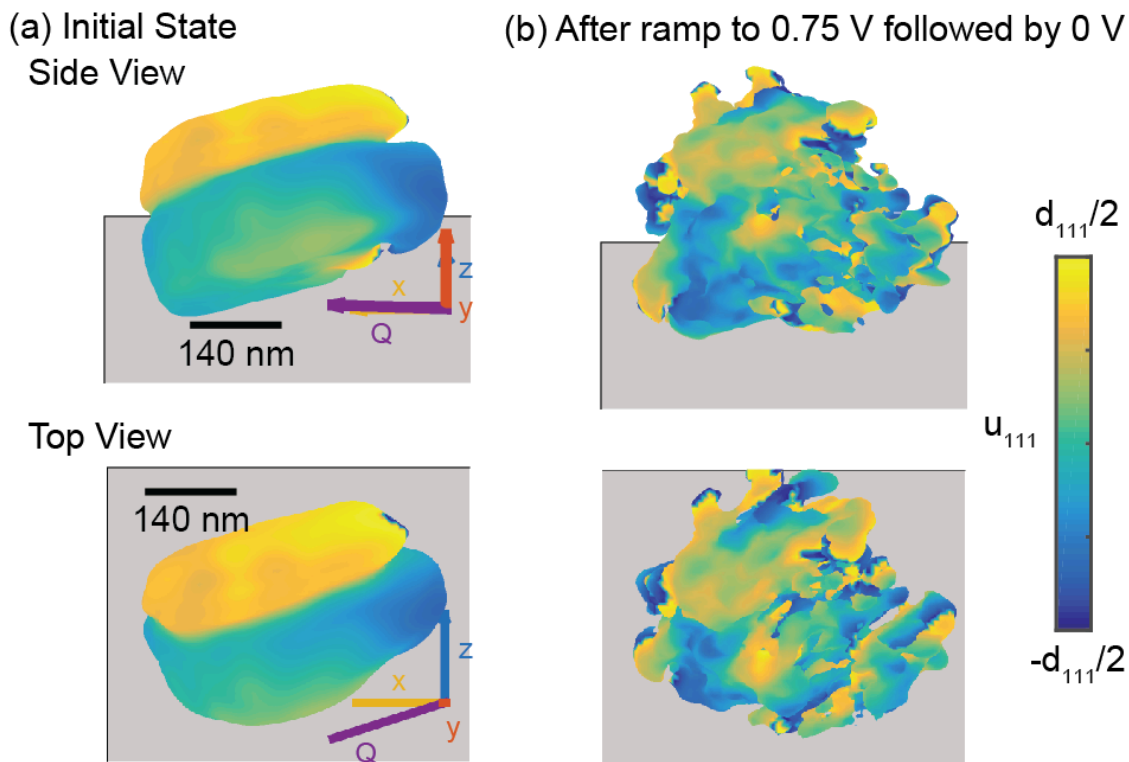 (a) Initial State
(b) After ramp to 0.75 V followed by 0 V
Side View
d₁₁₁/2
z
x
y
Q
140 nm
u₁₁₁
Top View
140 nm
-d₁₁₁/2
z
x
y
Q